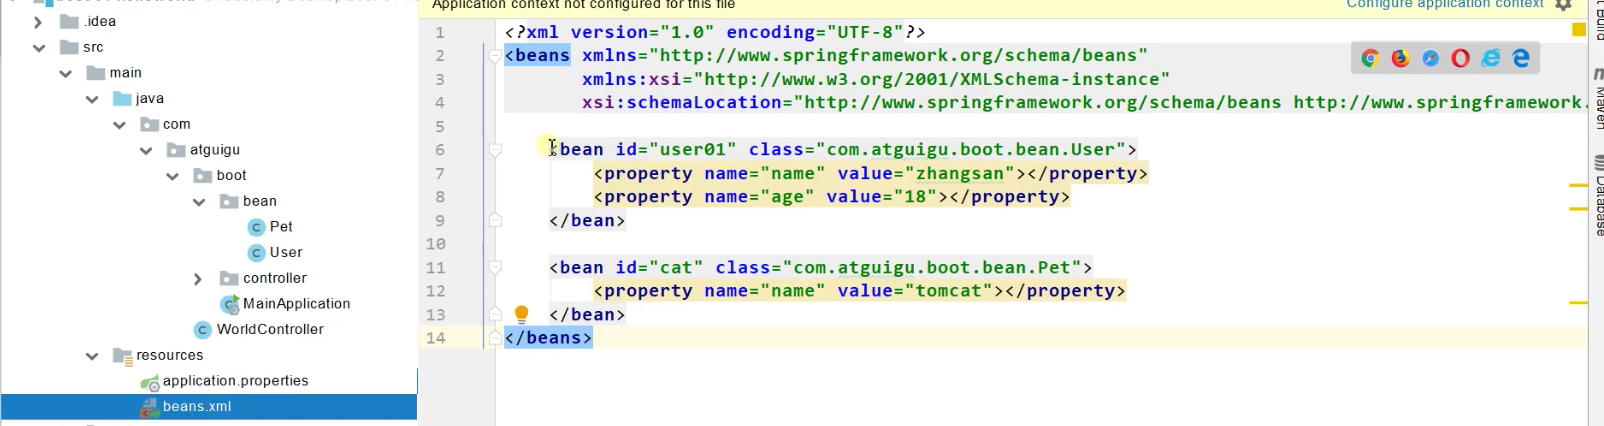 .idea
src
main
java
com
atguigu
boot
bean
Pet
User
controller
MainApplication
WorldController
resources
application.properties
beans.xml
Application context not configured for this file
Configure application context
1 <?xml version="1.0" encoding="UTF-8"?>
2 <beans xmlns="http://www.springframework.org/schema/beans"
3 xmlns:xsi="http://www.w3.org/2001/XMLSchema-instance"
4 xsi:schemaLocation="http://www.springframework.org/schema/beans http://www.springframework.
5
6 <bean id="user01" class="com.atguigu.boot.bean.User">
7 <property name="name" value="zhangsan"></property>
8 <property name="age" value="18"></property>
9 </bean>
10
11 <bean id="cat" class="com.atguigu.boot.bean.Pet">
12 <property name="name" value="tomcat"></property>
13 </bean>
14 </beans>
Maven
Database